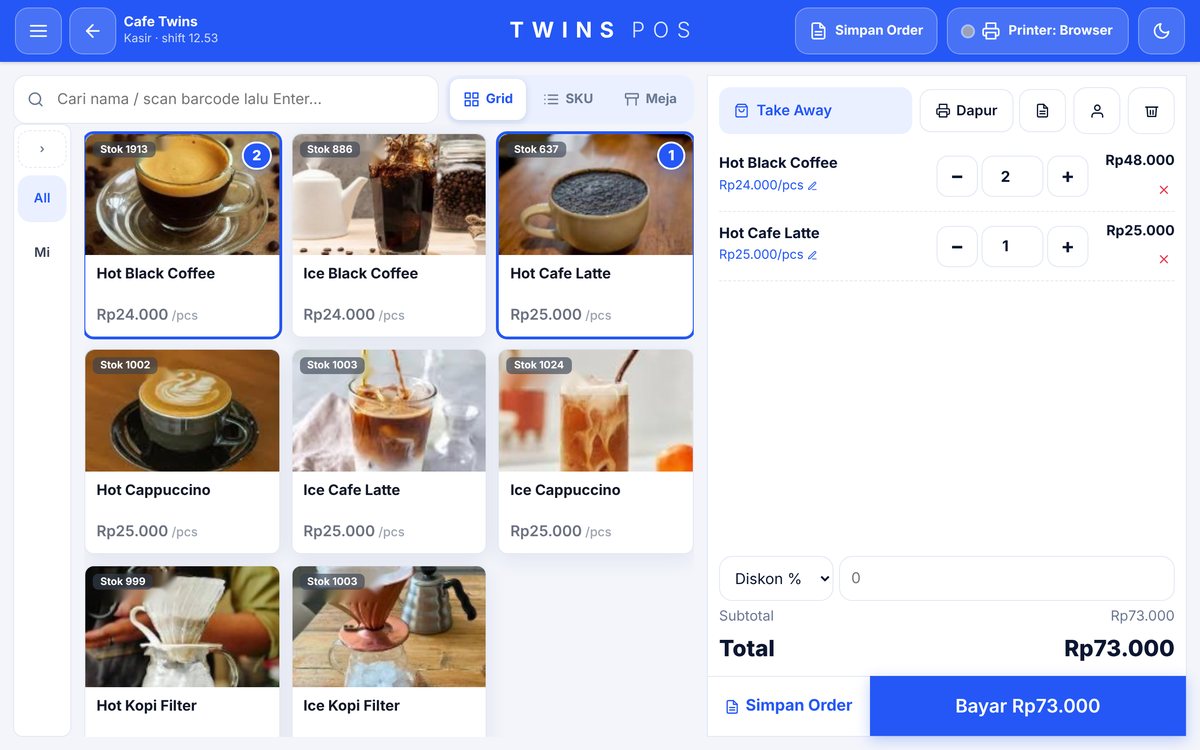 Cafe Twins
Kasir · shift 12.53
TWINS POS
Simpan Order
Printer: Browser
Cari nama / scan barcode lalu Enter...
Grid
SKU
Meja
All
Mi
Stok 1913
2
Hot Black Coffee
Rp24.000 /pcs
Stok 886
Ice Black Coffee
Rp24.000 /pcs
Stok 637
1
Hot Cafe Latte
Rp25.000 /pcs
Stok 1002
Hot Cappuccino
Rp25.000 /pcs
Stok 1003
Ice Cafe Latte
Rp25.000 /pcs
Stok 1024
Ice Cappuccino
Rp25.000 /pcs
Stok 999
Hot Kopi Filter
Stok 1003
Ice Kopi Filter
Take Away
Dapur
Hot Black Coffee
Rp24.000/pcs
− 2 +
Rp48.000
×
Hot Cafe Latte
Rp25.000/pcs
− 1 +
Rp25.000
×
Diskon %
0
Subtotal Rp73.000
Total Rp73.000
Simpan Order
Bayar Rp73.000